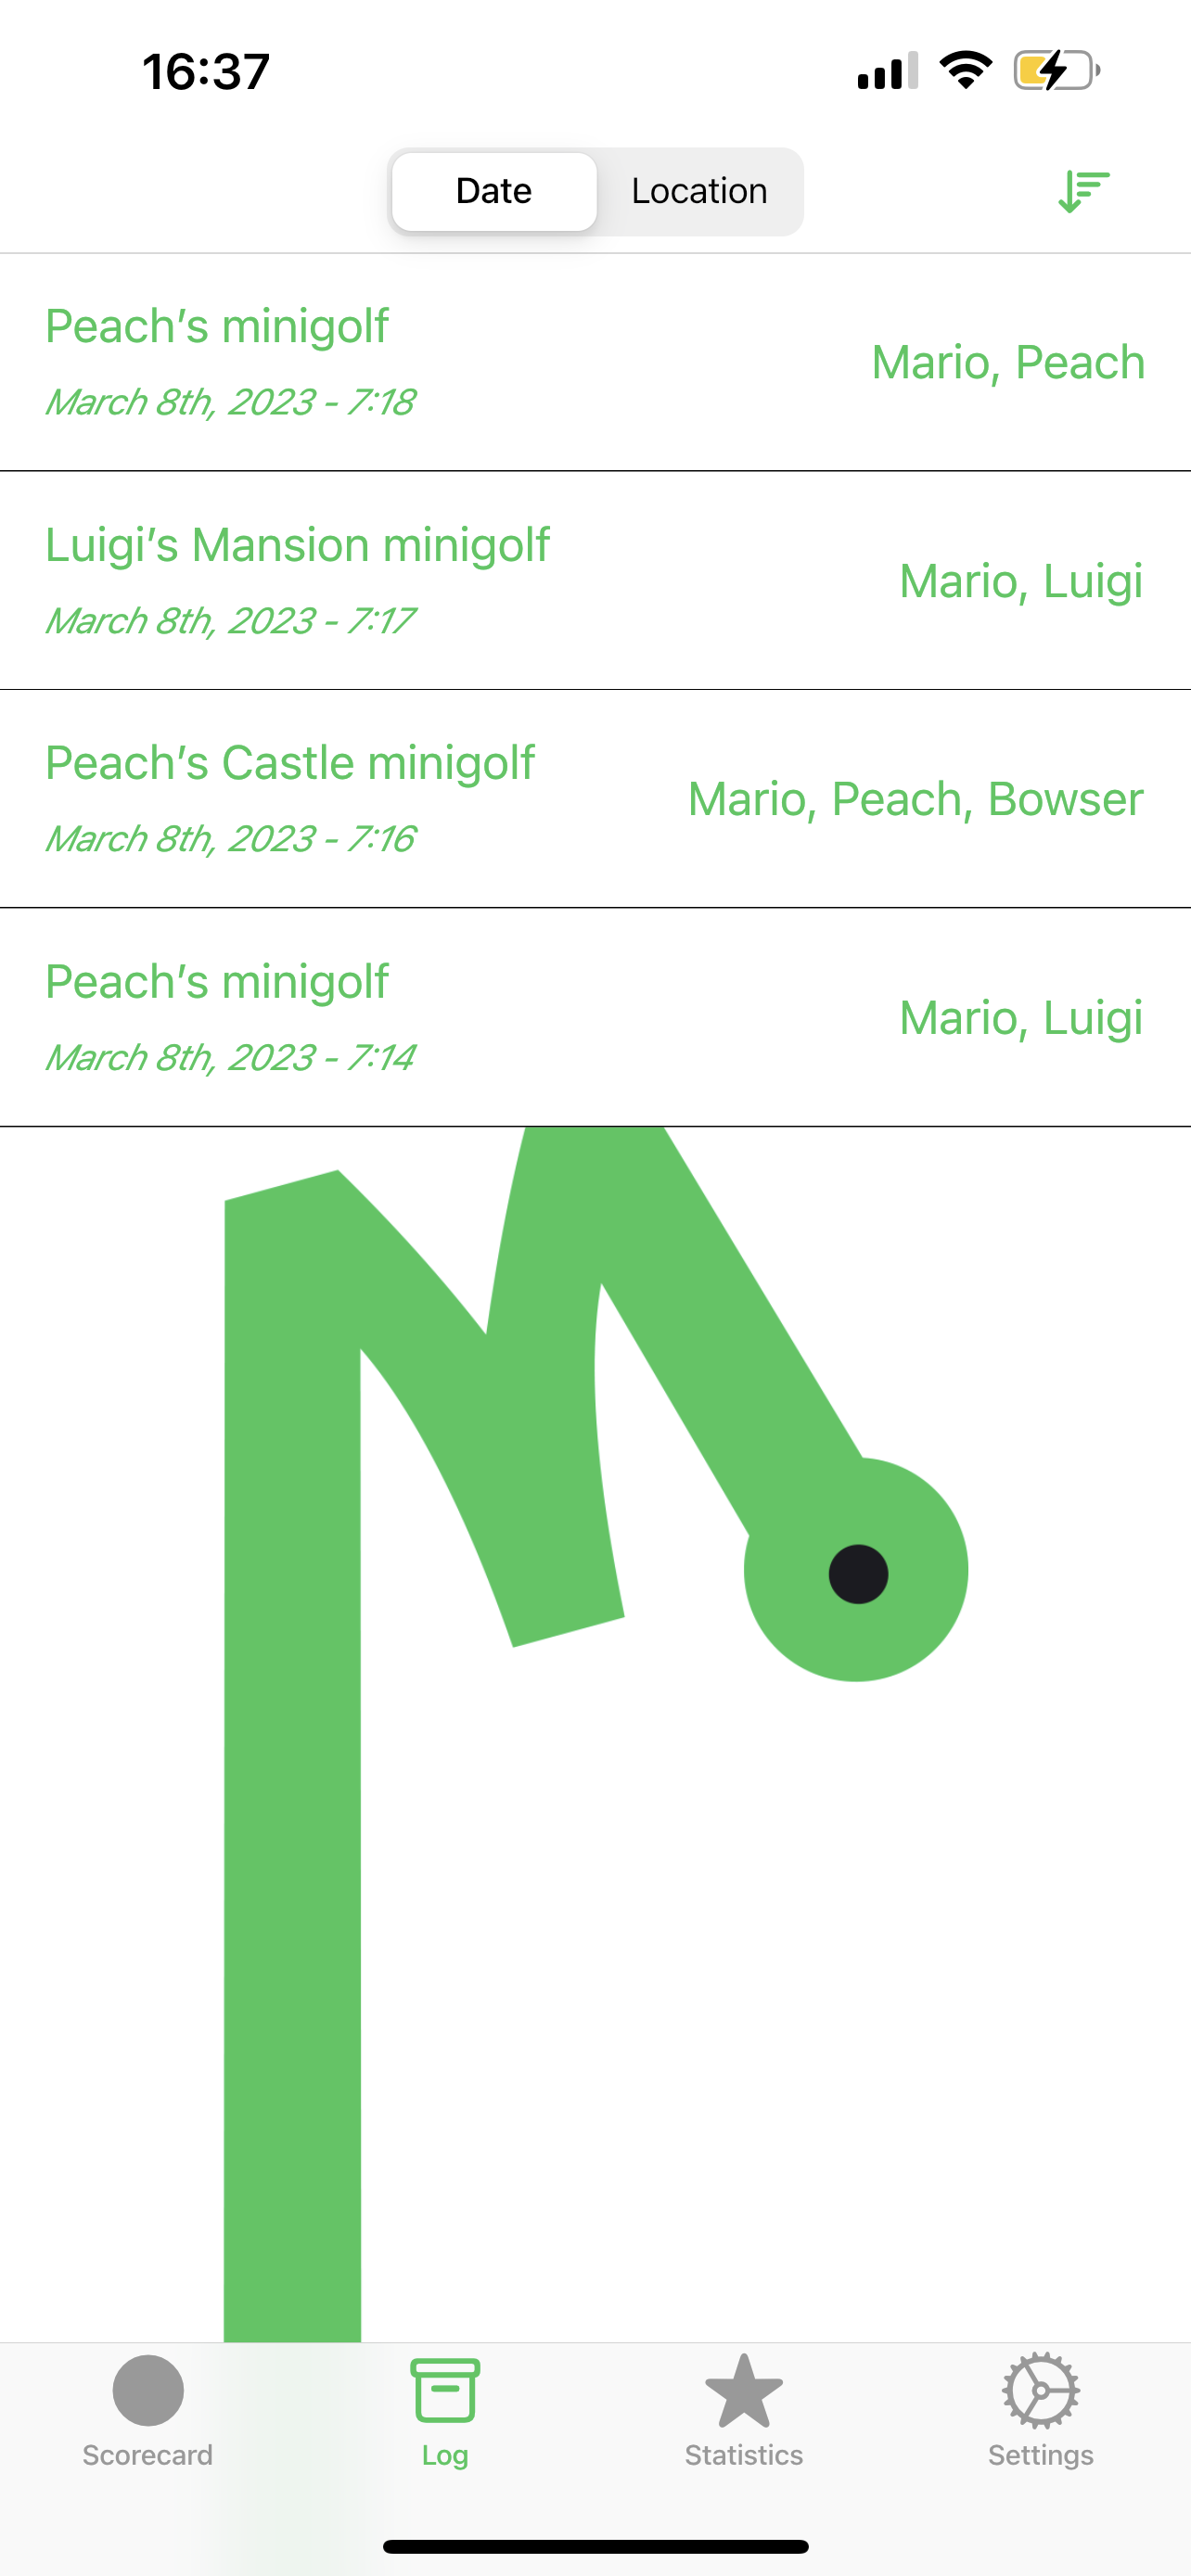 16:37
Date Location
Peach’s minigolf
March 8th, 2023 - 7:18
Mario, Peach
Luigi’s Mansion minigolf
March 8th, 2023 - 7:17
Mario, Luigi
Peach’s Castle minigolf
March 8th, 2023 - 7:16
Mario, Peach, Bowser
Peach’s minigolf
March 8th, 2023 - 7:14
Mario, Luigi
Scorecard Log Statistics Settings